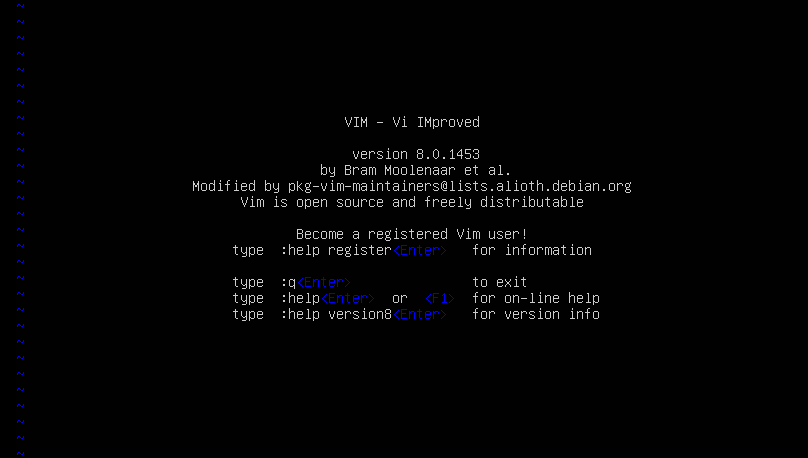 ~
~
~
~
~
~
~
~ VIM - Vi IMproved
~
~ version 8.0.1453
~ by Bram Moolenaar et al.
~ Modified by pkg-vim-maintainers@lists.alioth.debian.org
~ Vim is open source and freely distributable
~
~ Become a registered Vim user!
~ type  :help register<Enter>   for information
~
~ type  :q<Enter>               to exit
~ type  :help<Enter>  or  <F1>  for on-line help
~ type  :help version8<Enter>   for version info
~
~
~
~
~
~
~
~
~